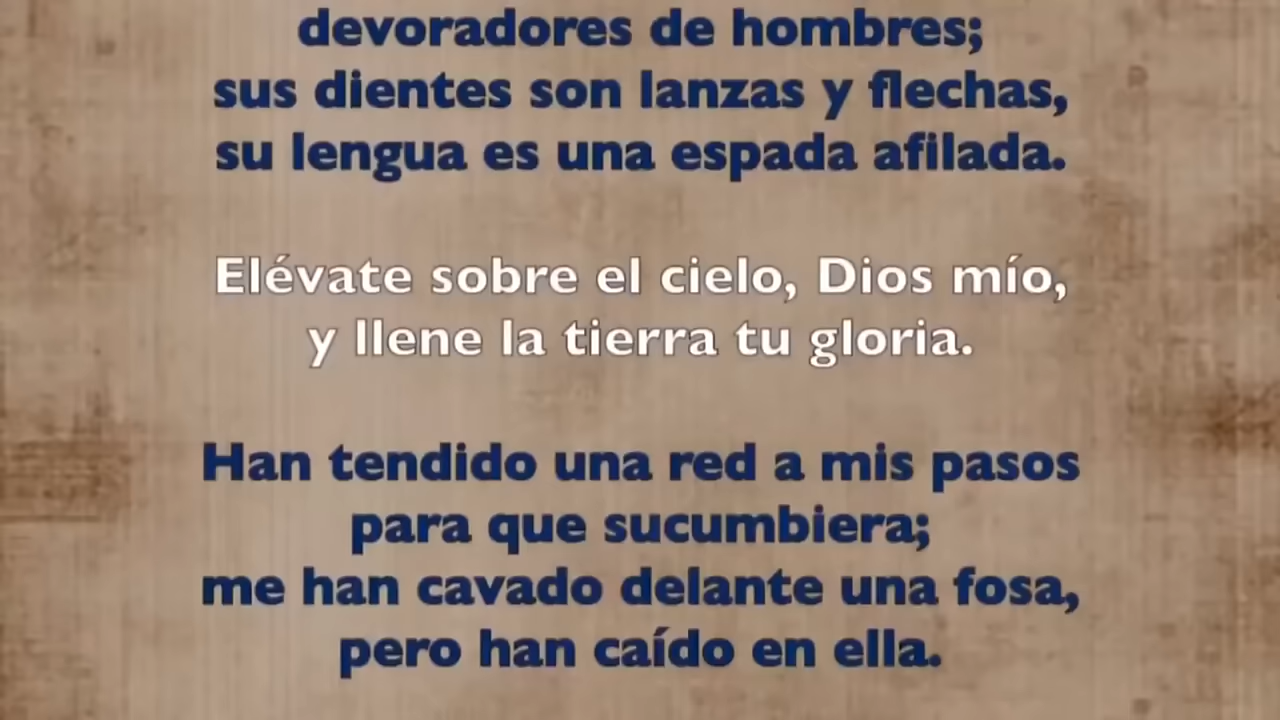 devoradores de hombres;
sus dientes son lanzas y flechas,
su lengua es una espada afilada.
Elévate sobre el cielo, Dios mío,
y llene la tierra tu gloria.
Han tendido una red a mis pasos
para que sucumbiera;
me han cavado delante una fosa,
pero han caído en ella.